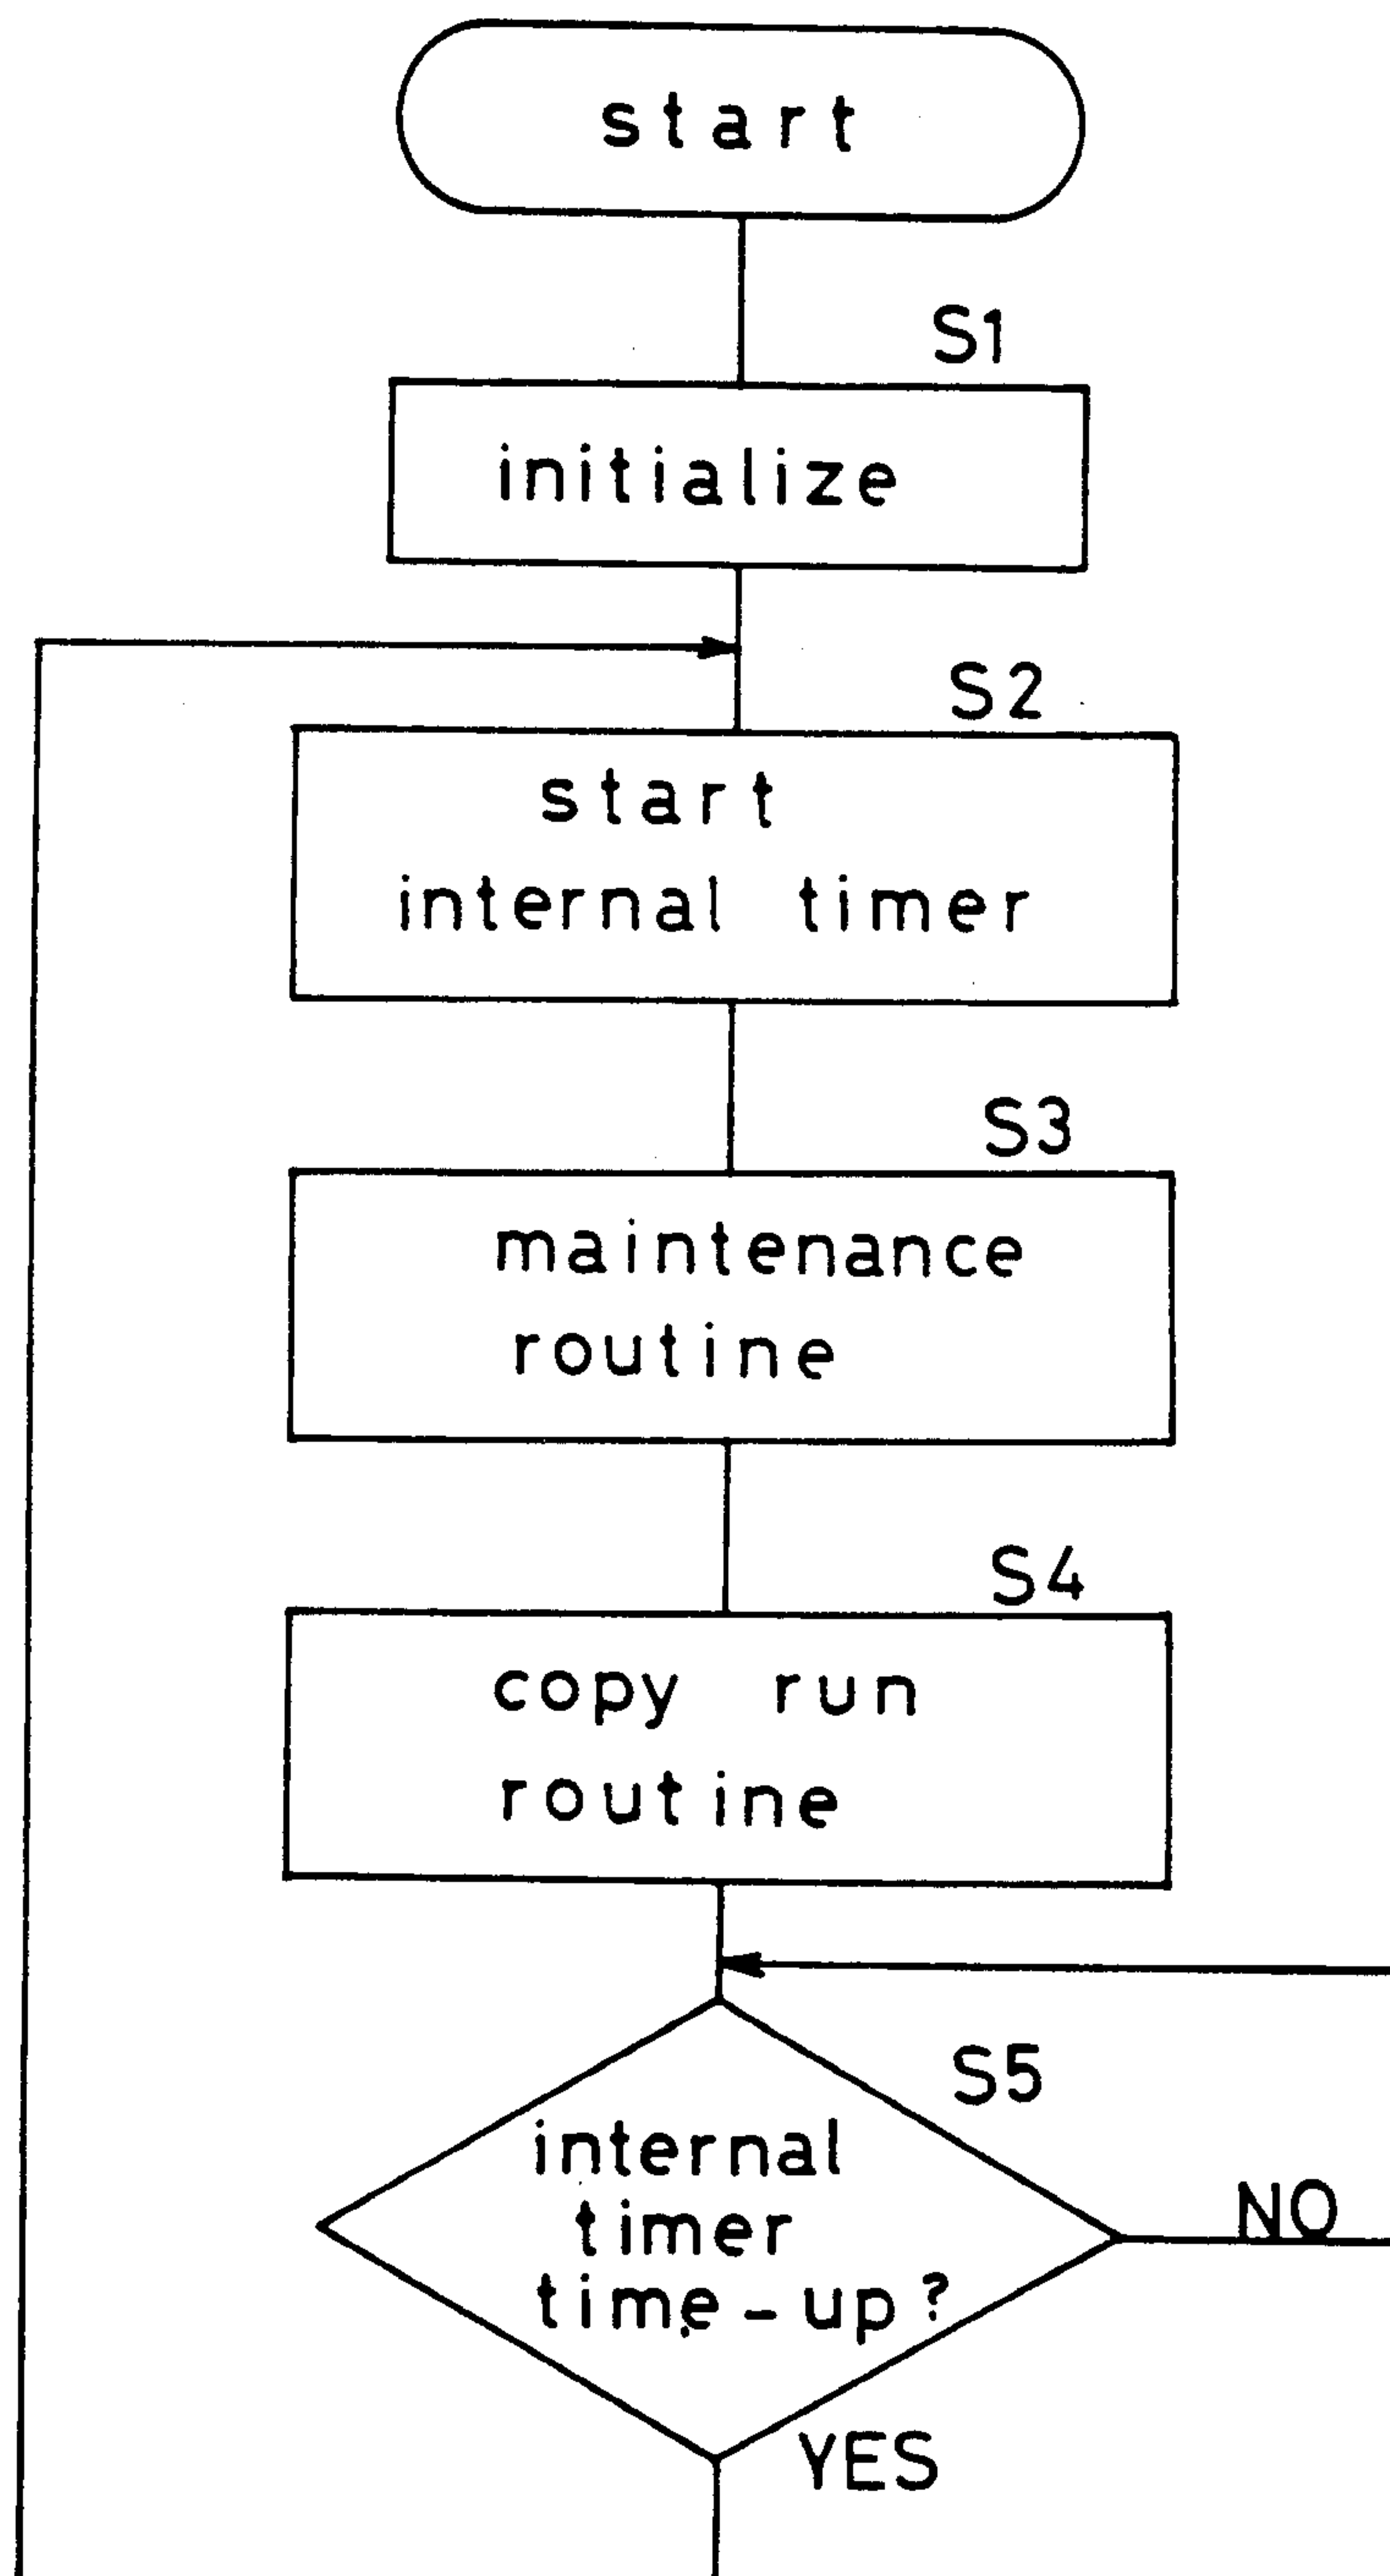 start
S1
initialize
S2
start
internal timer
S3
maintenance
routine
S4
copy run
routine
S5
internal
timer
time-up?
NO
YES